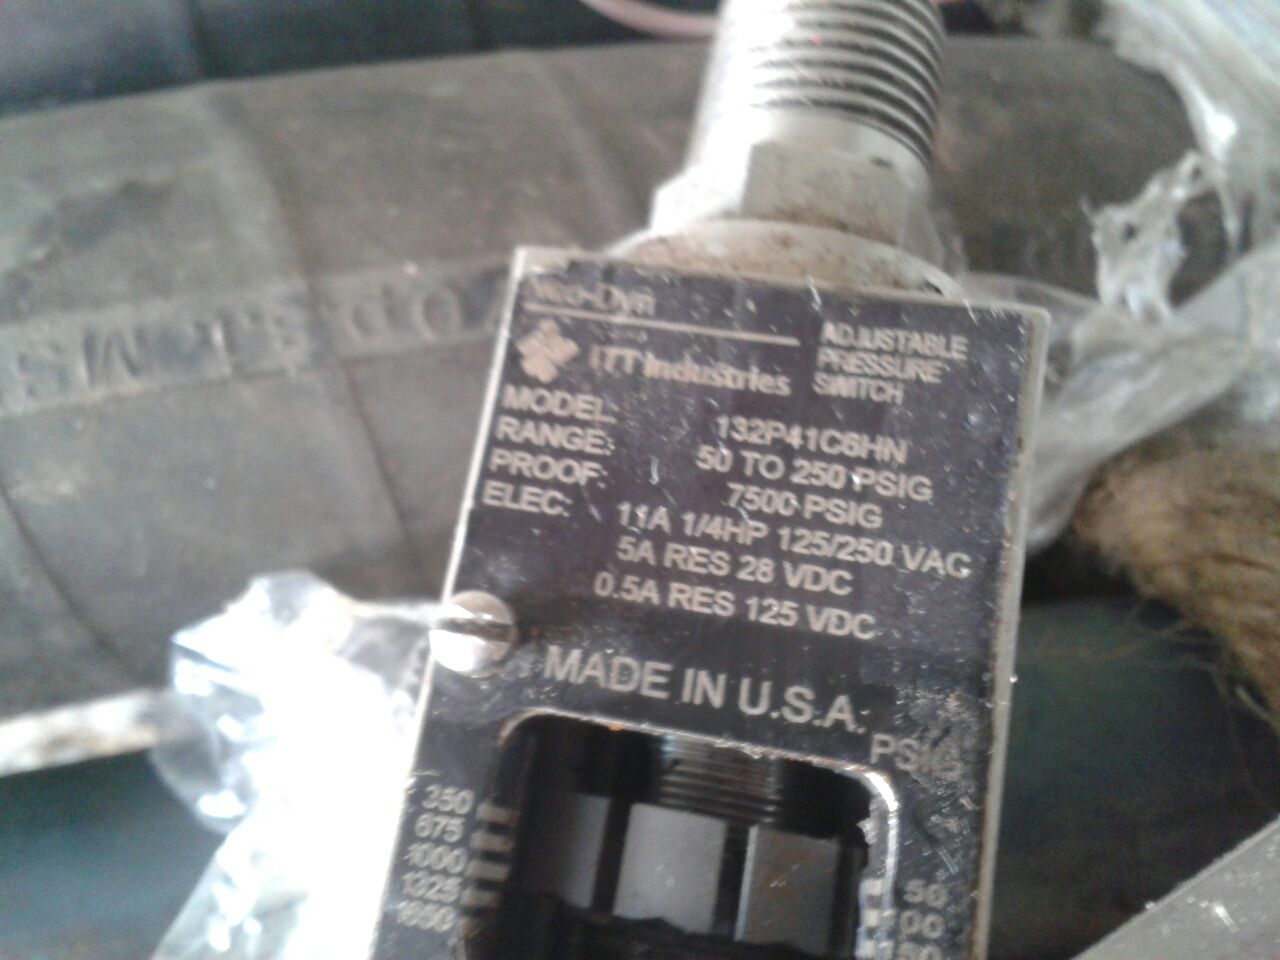 Neo-Dyn
ITT Industries
ADJUSTABLE
PRESSURE
SWITCH
MODEL: 132P41C6HN
RANGE: 50 TO 250 PSIG
PROOF: 7500 PSIG
ELEC: 11A 1/4HP 125/250 VAC
5A RES 28 VDC
0.5A RES 125 VDC
MADE IN U.S.A.
PSIG
350
675
1000
1325
1650
50
100
150